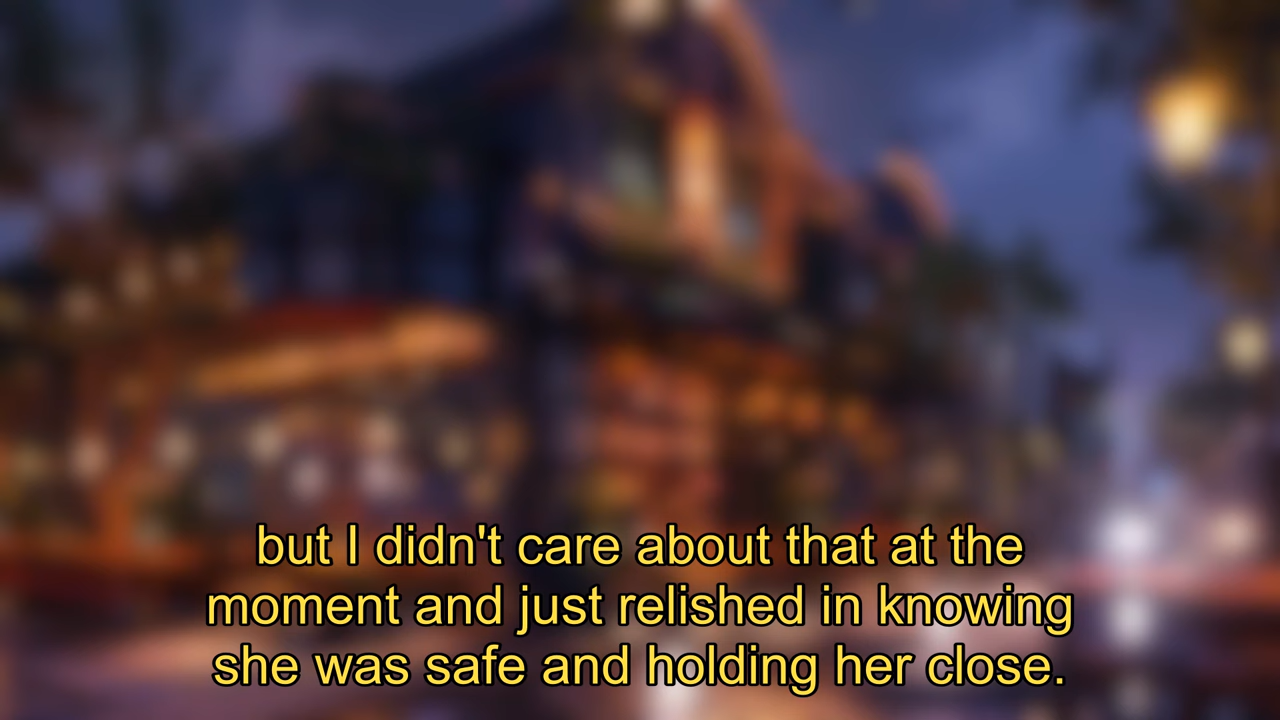 but I didn't care about that at the
moment and just relished in knowing
she was safe and holding her close.